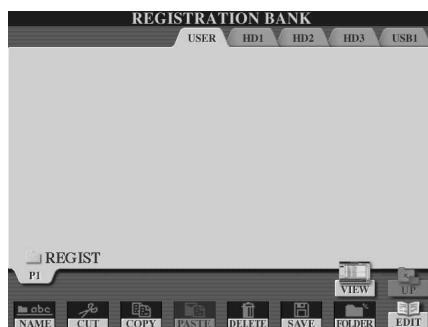 REGISTRATION BANK
USER HD1 HD2 HD3 USB1
REGIST
P1
VIEW UP
abc
NAME CUT COPY PASTE DELETE SAVE FOLDER EDIT